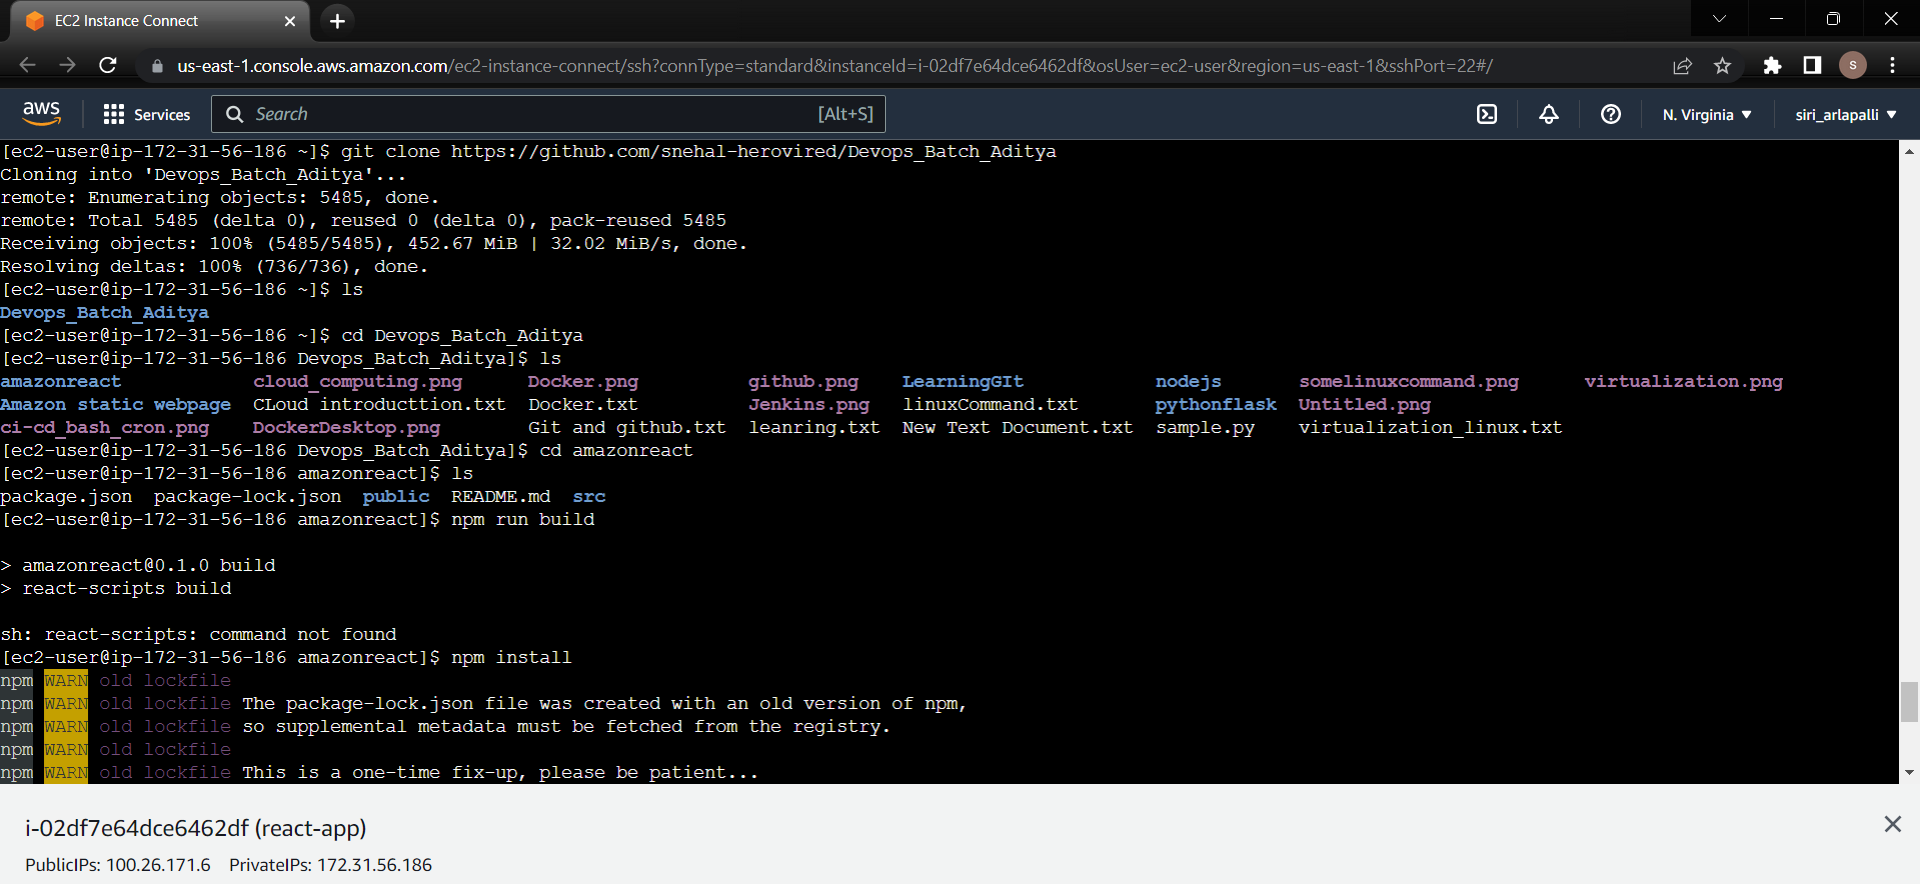 EC2 Instance Connect
us-east-1.console.aws.amazon.com/ec2-instance-connect/ssh?connType=standard&instanceId=i-02df7e64dce6462df&osUser=ec2-user&region=us-east-1&sshPort=22#/
S
aws Services Search [Alt+S] N. Virginia siri_arlapalli
[ec2-user@ip-172-31-56-186 ~]$ git clone https://github.com/snehal-herovired/Devops_Batch_Aditya
Cloning into 'Devops_Batch_Aditya'...
remote: Enumerating objects: 5485, done.
remote: Total 5485 (delta 0), reused 0 (delta 0), pack-reused 5485
Receiving objects: 100% (5485/5485), 452.67 MiB | 32.02 MiB/s, done.
Resolving deltas: 100% (736/736), done.
[ec2-user@ip-172-31-56-186 ~]$ ls
Devops_Batch_Aditya
[ec2-user@ip-172-31-56-186 ~]$ cd Devops_Batch_Aditya
[ec2-user@ip-172-31-56-186 Devops_Batch_Aditya]$ ls
amazonreact cloud_computing.png Docker.png github.png LearningGIt nodejs somelinuxcommand.png virtualization.png
Amazon static webpage CLoud introducttion.txt Docker.txt Jenkins.png linuxCommand.txt pythonflask Untitled.png
ci-cd_bash_cron.png DockerDesktop.png Git and github.txt leanring.txt New Text Document.txt sample.py virtualization_linux.txt
[ec2-user@ip-172-31-56-186 Devops_Batch_Aditya]$ cd amazonreact
[ec2-user@ip-172-31-56-186 amazonreact]$ ls
package.json package-lock.json public README.md src
[ec2-user@ip-172-31-56-186 amazonreact]$ npm run build
> amazonreact@0.1.0 build
> react-scripts build
sh: react-scripts: command not found
[ec2-user@ip-172-31-56-186 amazonreact]$ npm install
npm WARN old lockfile
npm WARN old lockfile The package-lock.json file was created with an old version of npm,
npm WARN old lockfile so supplemental metadata must be fetched from the registry.
npm WARN old lockfile
npm WARN old lockfile This is a one-time fix-up, please be patient...
i-02df7e64dce6462df (react-app)
PublicIPs: 100.26.171.6 PrivateIPs: 172.31.56.186